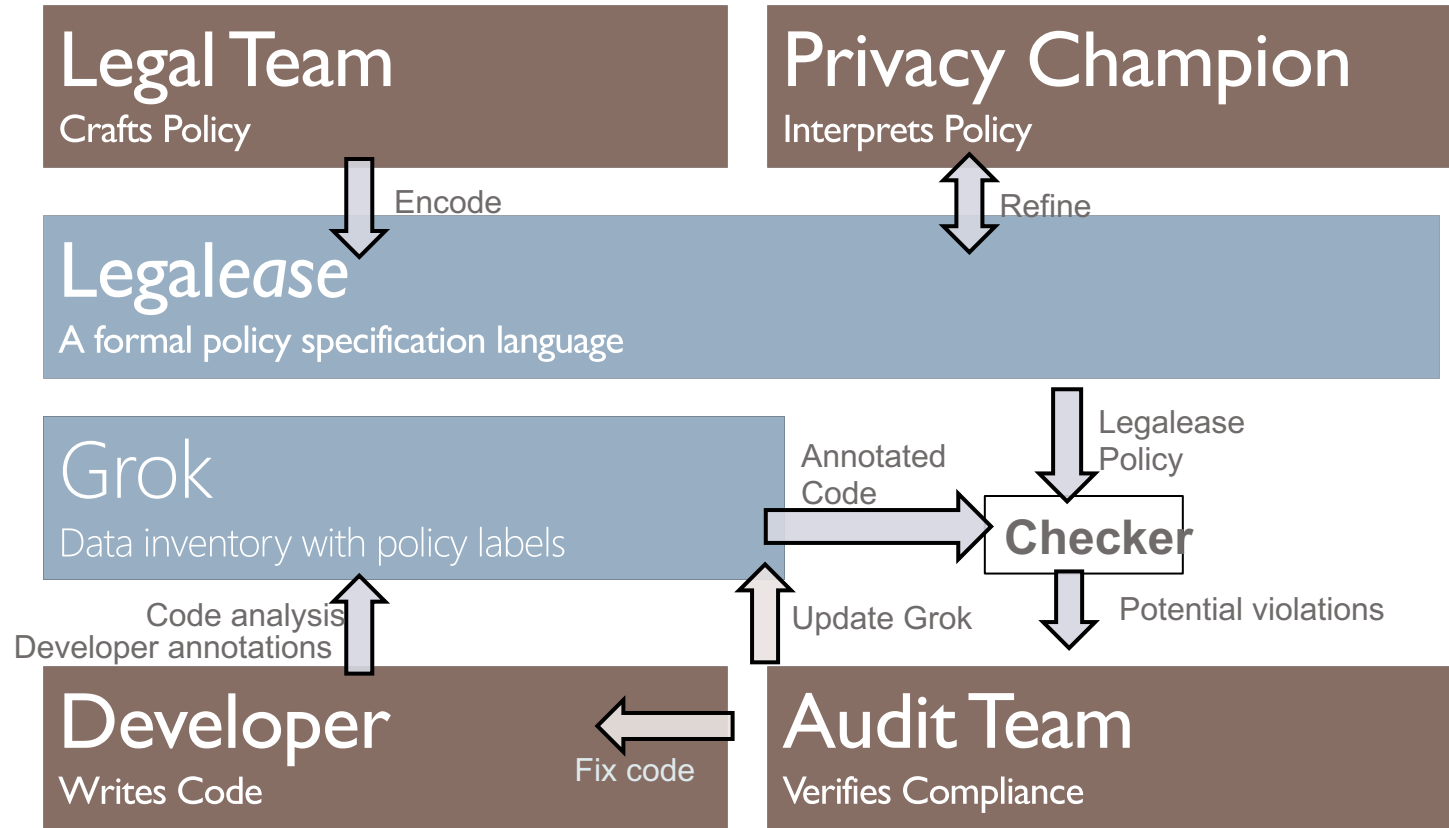 Legal Team
Crafts Policy
Privacy Champion
Interprets Policy
Encode
Refine
Legalease
A formal policy specification language
Legalease
Policy
Grok
Data inventory with policy labels
Annotated
Code
Checker
Code analysis
Developer annotations
Update Grok
Potential violations
Developer
Writes Code
Fix code
Audit Team
Verifies Compliance